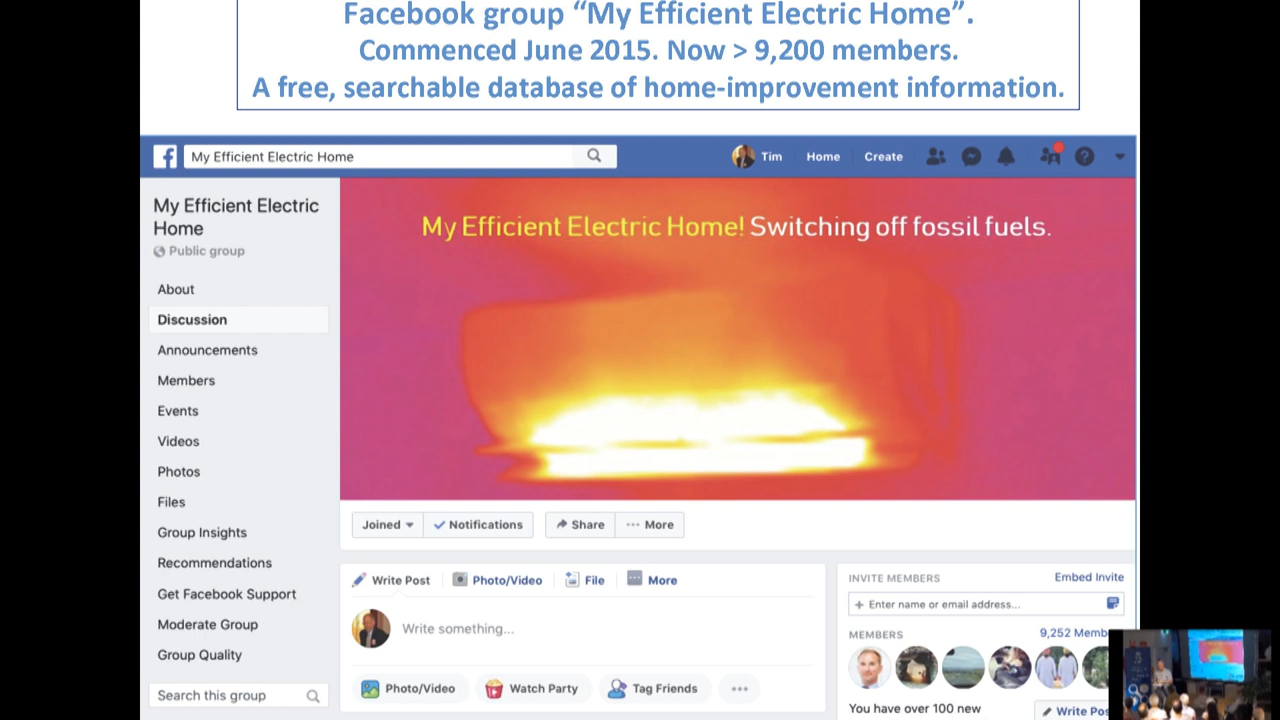 Facebook group “My Efficient Electric Home”.
Commenced June 2015. Now > 9,200 members.
A free, searchable database of home-improvement information.
My Efficient Electric Home
Tim
Home
Create
My Efficient Electric
Home
Public group
About
Discussion
Announcements
Members
Events
Videos
Photos
Files
Group Insights
Recommendations
Get Facebook Support
Moderate Group
Group Quality
Search this group
My Efficient Electric Home! Switching off fossil fuels.
Joined
Notifications
Share
More
Write Post
Photo/Video
File
More
Write something...
Photo/Video
Watch Party
Tag Friends
INVITE MEMBERS
Embed Invite
+ Enter name or email address...
MEMBERS
9,252 Memb
You have over 100 new
Write Pos